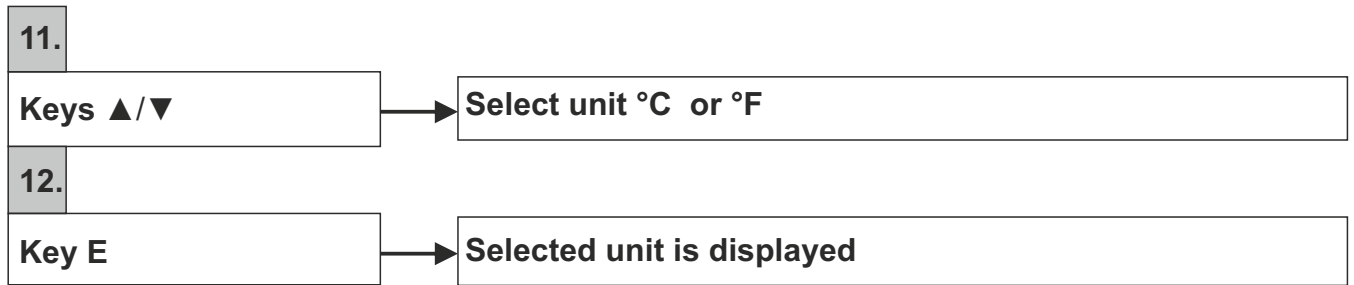 11.
Keys ▲/▼
Select unit °C or °F
12.
Key E
Selected unit is displayed